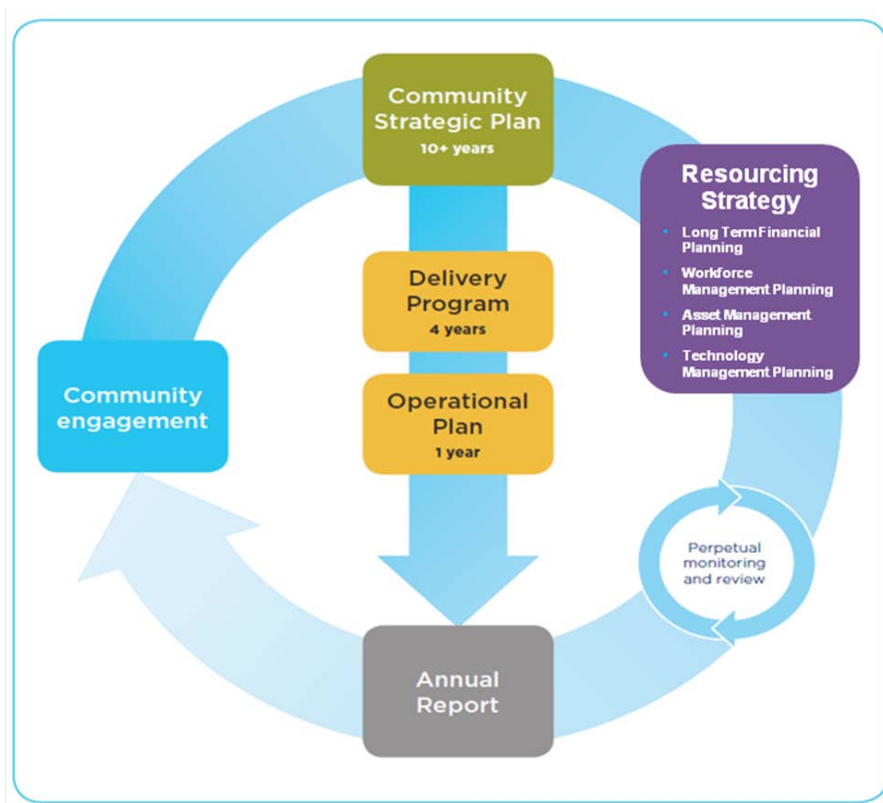 Community
Strategic Plan
10+ years
Resourcing
Strategy
• Long Term Financial
Planning
• Workforce
Management Planning
• Asset Management
Planning
• Technology
Management Planning
Delivery
Program
4 years
Community
engagement
Operational
Plan
1 year
Perpetual
monitoring
and review
Annual
Report